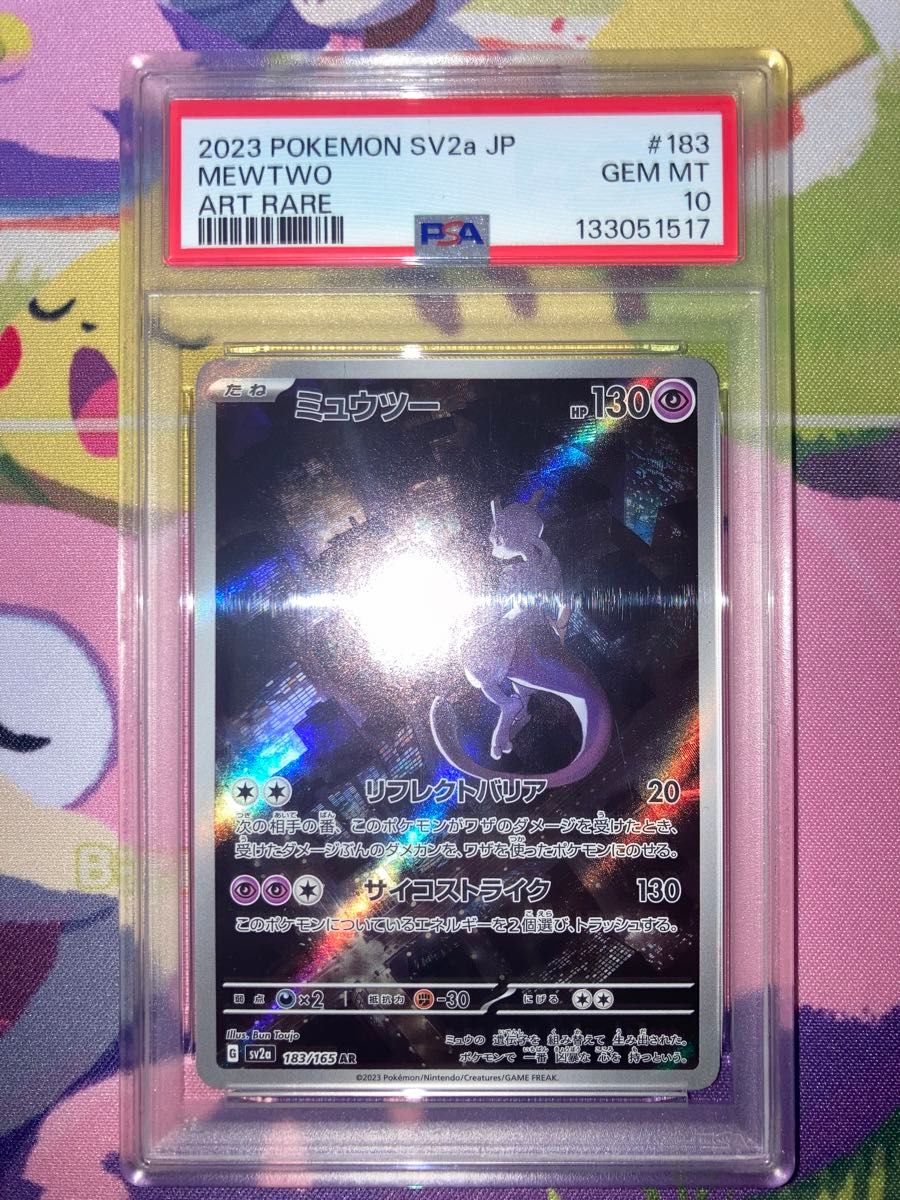 2023 POKEMON SV2a JP #183
MEWTWO GEM MT
ART RARE 10
PSA 133051517
たね ミュウツー HP130
リフレクトバリア 20
次の相手の番、このポケモンがワザのダメージを受けたとき、
受けたダメージぶんのダメカンを、ワザを使ったポケモンにのせる。
サイコストライク 130
このポケモンについているエネルギーを2個選び、トラッシュする。
弱点 ×2 抵抗力 -30 にげる
Illus. Bun Toujo
G sv2a 183/165 AR
ミュウの 遺伝子を 組み替えて 生み出された。
ポケモンで 一番 凶暴な 心を 持つという。
©2023 Pokémon/Nintendo/Creatures/GAME FREAK.